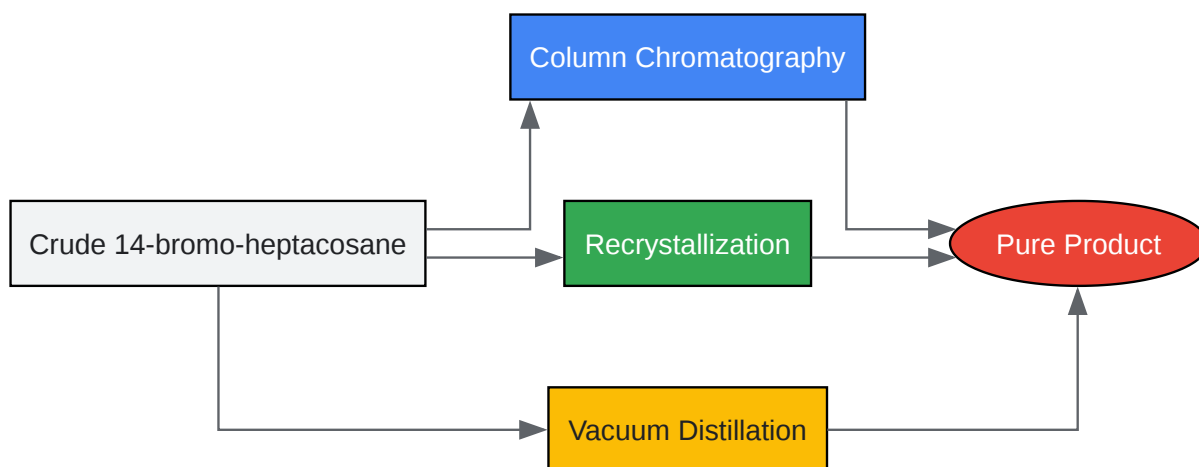 Column Chromatography
Crude 14-bromo-heptacosane
Recrystallization
Pure Product
Vacuum Distillation